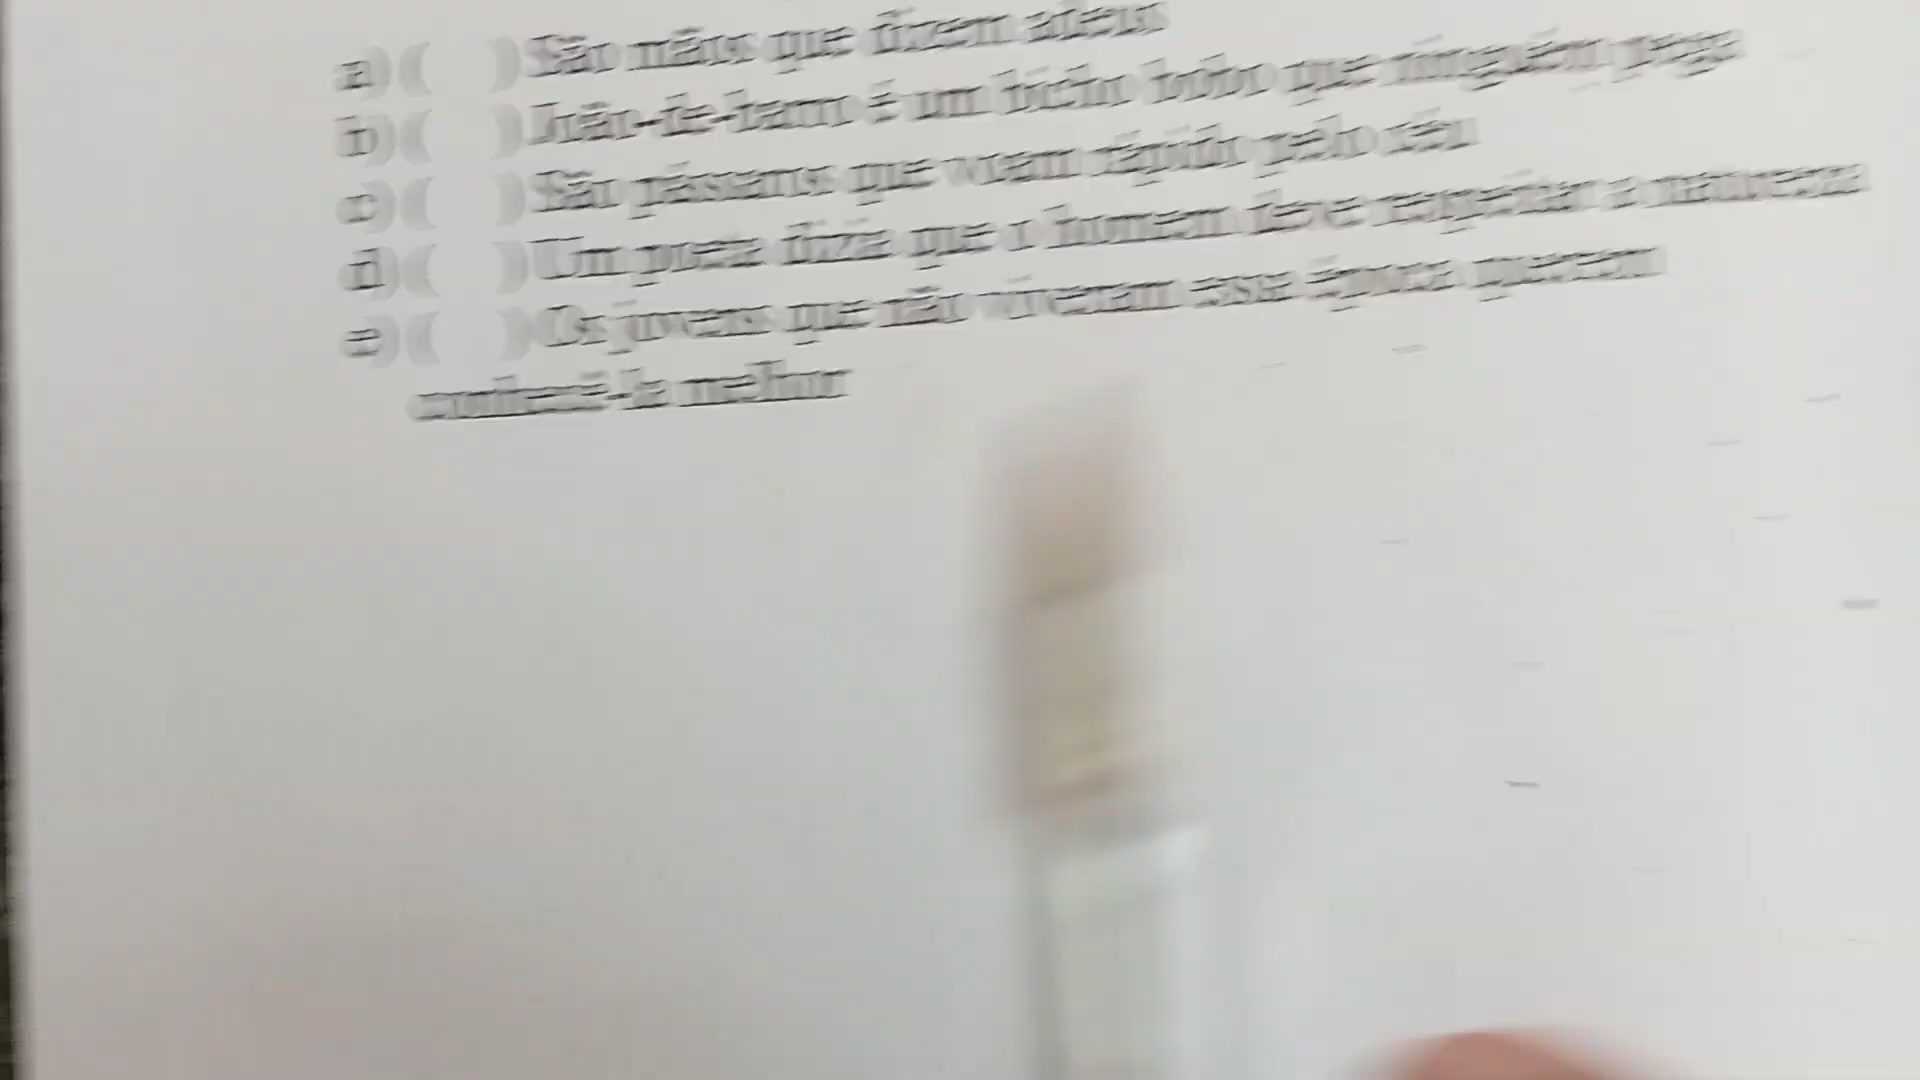 a) ( ) São mãos que dizem adeus
b) ( ) João-de-barro é um bicho bobo que ninguém pega
c) ( ) São pássaros que voam rápido pelo céu
d) ( ) Um poeta dizia que o homem deve respeitar a natureza
e) ( ) Os jovens que não viveram essa época querem
conhecê-la melhor